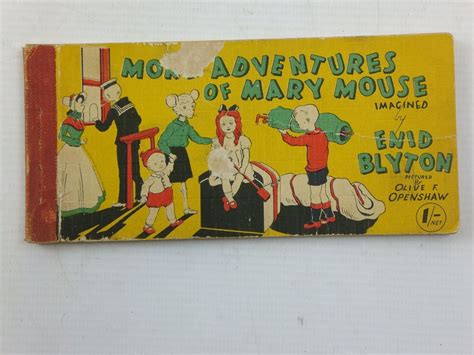 MORE ADVENTURES
OF MARY MOUSE
IMAGINED
by
ENID
BLYTON
PICTURED
by
OLIVE F.
OPENSHAW
1/-
NET